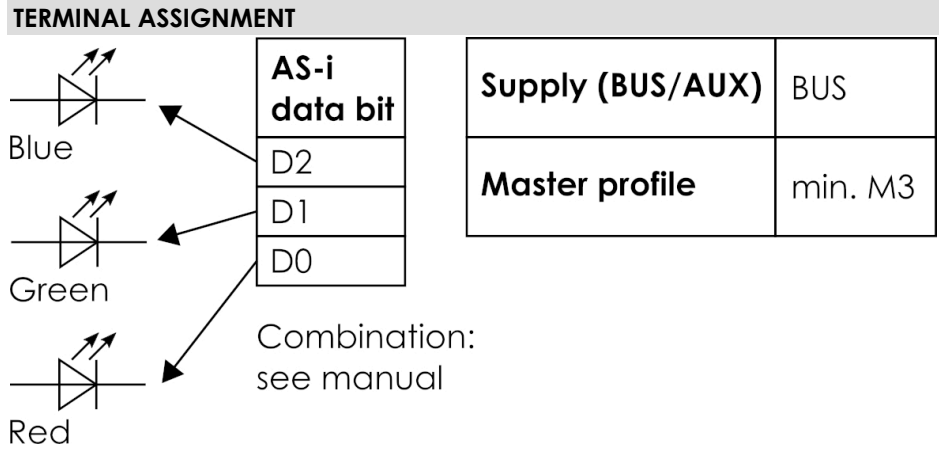 TERMINAL ASSIGNMENT
Blue
Green
Red
AS-i
data bit
D2
D1
D0
Combination:
see manual
Supply (BUS/AUX) BUS
Master profile min. M3